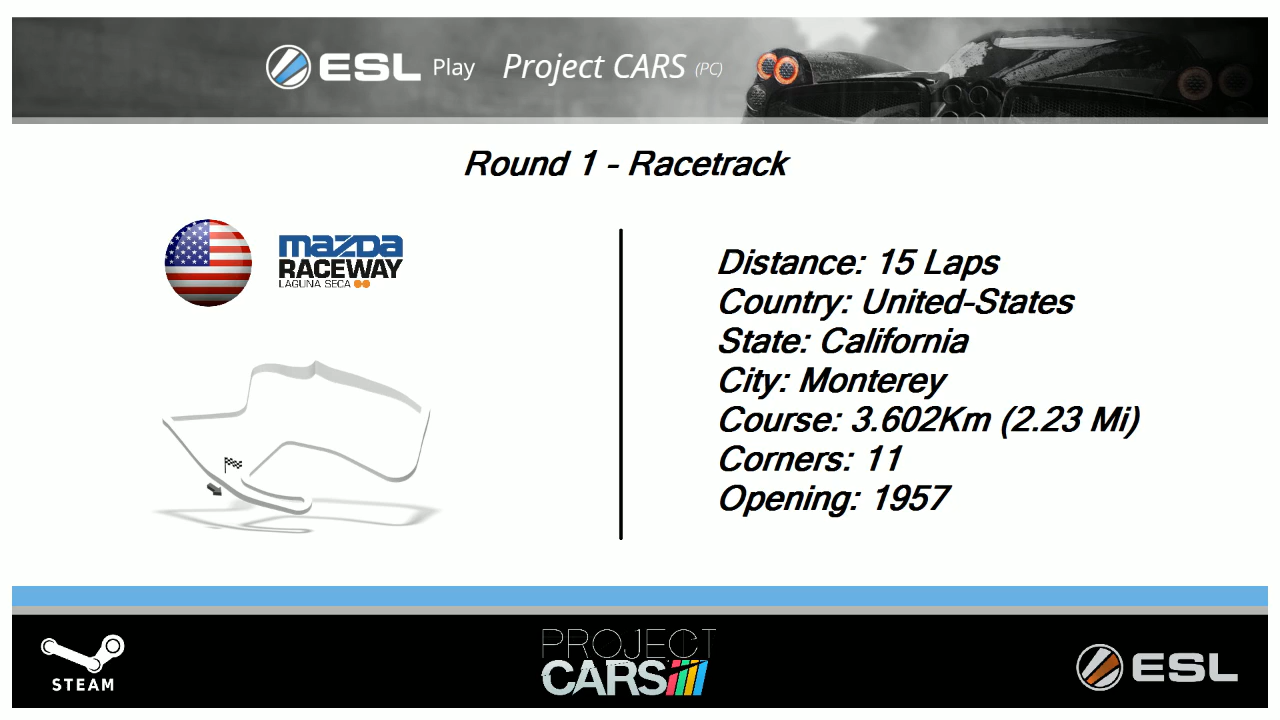 ESL Play Project CARS (PC)
Round 1 - Racetrack
mazda
RACEWAY
LAGUNA SECA
Distance: 15 Laps
Country: United-States
State: California
City: Monterey
Course: 3.602Km (2.23 Mi)
Corners: 11
Opening: 1957
STEAM
PROJECT
CARS
ESL